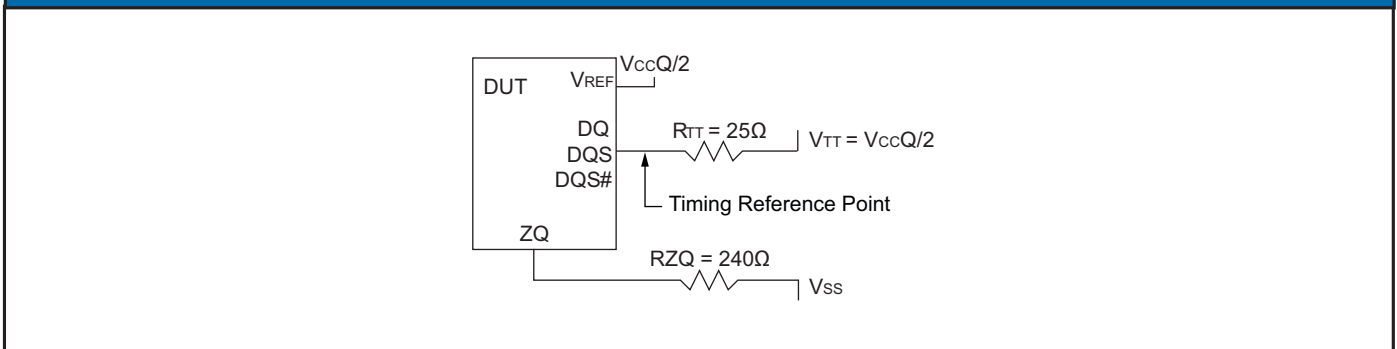 VCCQ/2
DUT
VREF
DQ
RTT = 25Ω
VTT = VCCQ/2
DQS
DQS#
Timing Reference Point
ZQ
RZQ = 240Ω
VSS